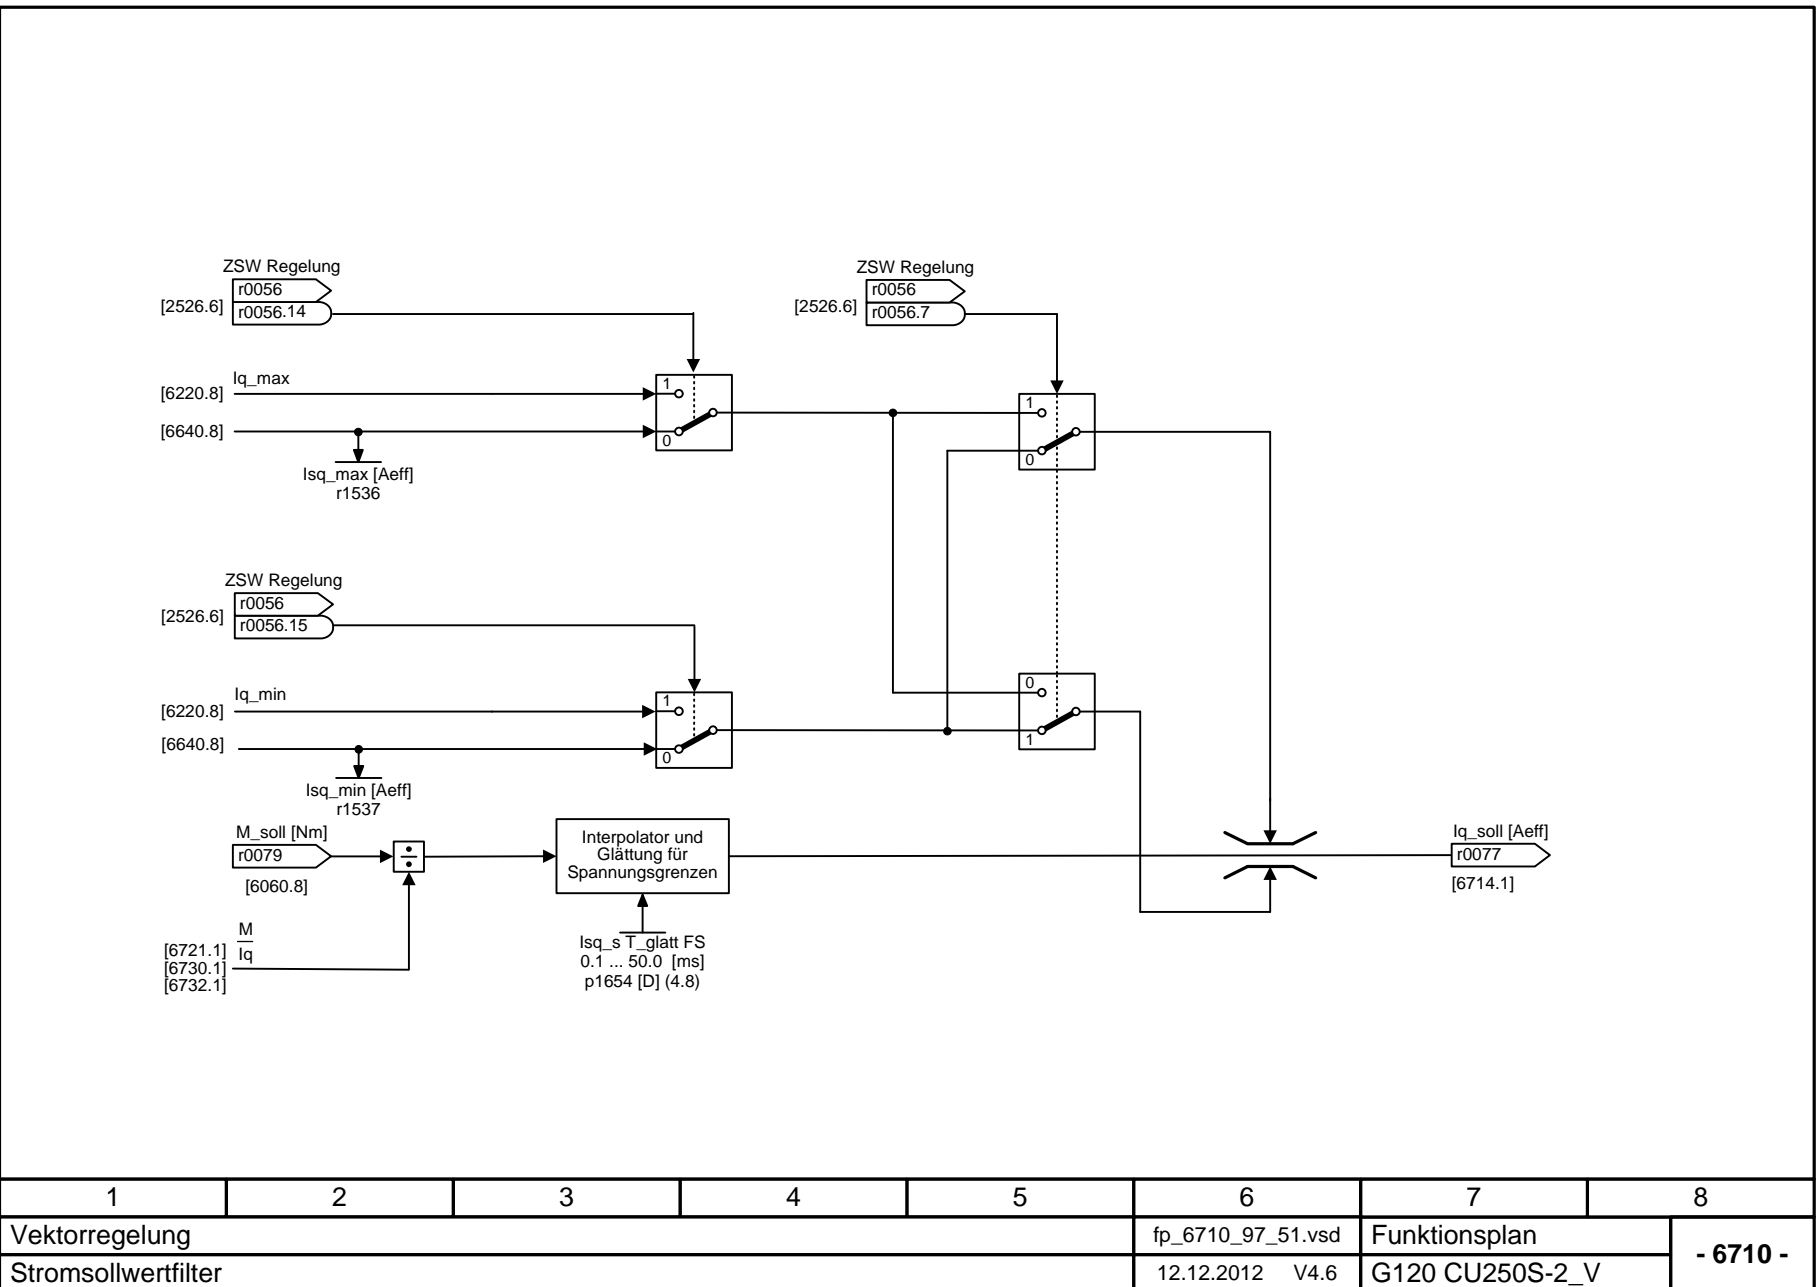 ZSW Regelung
r0056
[2526.6]
r0056.14
ZSW Regelung
r0056
[2526.6]
r0056.7
Iq_max
[6220.8]
1
[6640.8]
0
Isq_max [Aeff]
r1536
1
0
ZSW Regelung
r0056
[2526.6]
r0056.15
Iq_min
[6220.8]
1
[6640.8]
0
Isq_min [Aeff]
r1537
0
1
M_soll [Nm]
r0079
[6060.8]
÷
Interpolator und
Glättung für
Spannungsgrenzen
Iq_soll [Aeff]
r0077
[6714.1]
M
Iq
[6721.1]
[6730.1]
[6732.1]
Isq_s T_glatt FS
0.1 ... 50.0 [ms]
p1654 [D] (4.8)
1 2 3 4 5 6 7 8
Vektorregelung
fp_6710_97_51.vsd
Funktionsplan
- 6710 -
Stromsollwertfilter
12.12.2012 V4.6
G120 CU250S-2_V